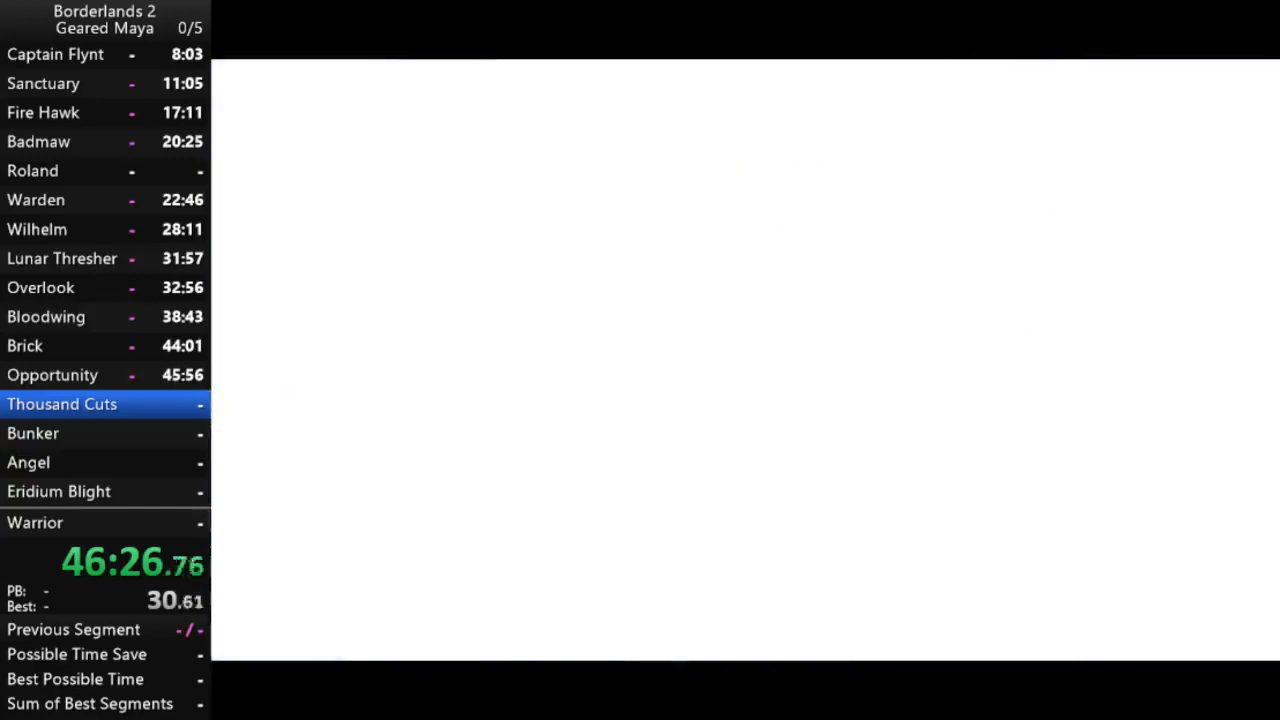 Borderlands 2
Geared Maya 0/5
Captain Flynt - 8:03
Sanctuary - 11:05
Fire Hawk - 17:11
Badmaw - 20:25
Roland - -
Warden - 22:46
Wilhelm - 28:11
Lunar Thresher - 31:57
Overlook - 32:56
Bloodwing - 38:43
Brick - 44:01
Opportunity - 45:56
Thousand Cuts -
Bunker -
Angel -
Eridium Blight -
Warrior -
46:26.76
PB: -
Best: - 30.61
Previous Segment - / -
Possible Time Save -
Best Possible Time -
Sum of Best Segments -